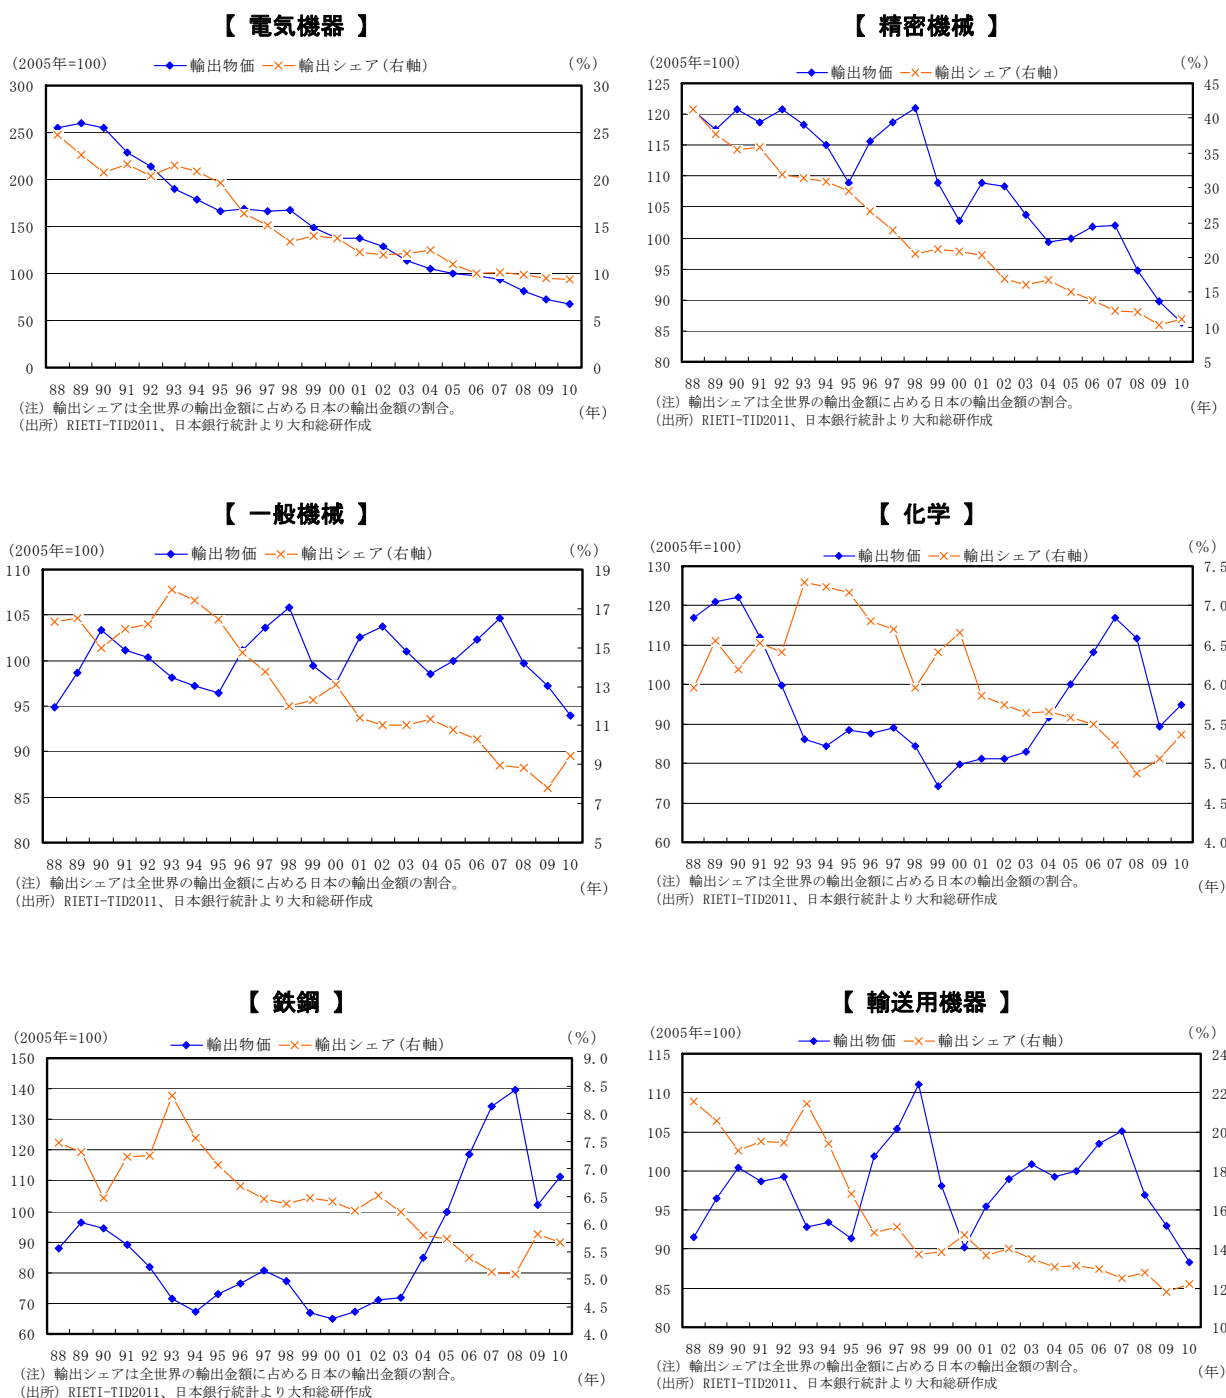 【 電気機器 】
(2005年=100)
輸出物価
輸出シェア(右軸)
(%)
300
250
200
150
100
50
0
30
25
20
15
10
5
0
88 89 90 91 92 93 94 95 96 97 98 99 00 01 02 03 04 05 06 07 08 09 10
(年)
(注) 輸出シェアは全世界の輸出金額に占める日本の輸出金額の割合。
(出所) RIETI-TID2011、日本銀行統計より大和総研作成
【 精密機械 】
(2005年=100)
輸出物価
輸出シェア(右軸)
(%)
125
120
115
110
105
100
95
90
85
80
45
40
35
30
25
20
15
10
5
88 89 90 91 92 93 94 95 96 97 98 99 00 01 02 03 04 05 06 07 08 09 10
(年)
(注) 輸出シェアは全世界の輸出金額に占める日本の輸出金額の割合。
(出所) RIETI-TID2011、日本銀行統計より大和総研作成
【 一般機械 】
(2005年=100)
輸出物価
輸出シェア(右軸)
(%)
110
105
100
95
90
85
80
19
17
15
13
11
9
7
5
88 89 90 91 92 93 94 95 96 97 98 99 00 01 02 03 04 05 06 07 08 09 10
(年)
(注) 輸出シェアは全世界の輸出金額に占める日本の輸出金額の割合。
(出所) RIETI-TID2011、日本銀行統計より大和総研作成
【 化学 】
(2005年=100)
輸出物価
輸出シェア(右軸)
(%)
130
120
110
100
90
80
70
60
7.5
7.0
6.5
6.0
5.5
5.0
4.5
4.0
88 89 90 91 92 93 94 95 96 97 98 99 00 01 02 03 04 05 06 07 08 09 10
(年)
(注) 輸出シェアは全世界の輸出金額に占める日本の輸出金額の割合。
(出所) RIETI-TID2011、日本銀行統計より大和総研作成
【 鉄鋼 】
(2005年=100)
輸出物価
輸出シェア(右軸)
(%)
150
140
130
120
110
100
90
80
70
60
9.0
8.5
8.0
7.5
7.0
6.5
6.0
5.5
5.0
4.5
4.0
88 89 90 91 92 93 94 95 96 97 98 99 00 01 02 03 04 05 06 07 08 09 10
(年)
(注) 輸出シェアは全世界の輸出金額に占める日本の輸出金額の割合。
(出所) RIETI-TID2011、日本銀行統計より大和総研作成
【 輸送用機器 】
(2005年=100)
輸出物価
輸出シェア(右軸)
(%)
115
110
105
100
95
90
85
80
24
22
20
18
16
14
12
10
88 89 90 91 92 93 94 95 96 97 98 99 00 01 02 03 04 05 06 07 08 09 10
(年)
(注) 輸出シェアは全世界の輸出金額に占める日本の輸出金額の割合。
(出所) RIETI-TID2011、日本銀行統計より大和総研作成